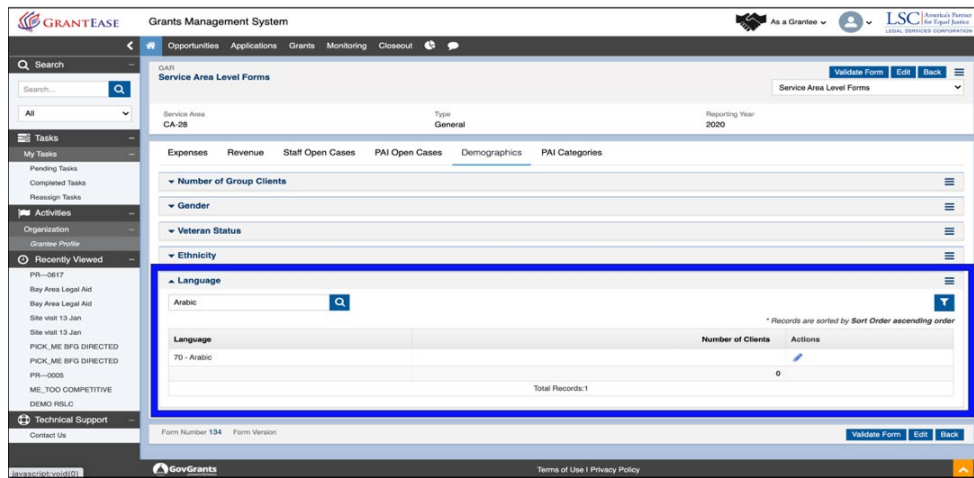 GRANTEASE
Grants Management System
As a Grantee
LSC America's Partner for Equal Justice
LEGAL SERVICES CORPORATION
Opportunities Applications Grants Monitoring Closeout
Search
Search...
All
Tasks
My Tasks
Pending Tasks
Completed Tasks
Reassign Tasks
Activities
Organization
Grantee Profile
Recently Viewed
PR—0617
Bay Area Legal Aid
Bay Area Legal Aid
Site visit 13 Jan
Site visit 13 Jan
PICK_ME BFG DIRECTED
PICK_ME BFG DIRECTED
PR—0005
ME_TOO COMPETITIVE
DEMO RSLC
Technical Support
Contact Us
javascript:void(0)
GAR
Service Area Level Forms
Validate Form Edit Back
Service Area Level Forms
Service Area Type Reporting Year
CA-28 General 2020
Expenses Revenue Staff Open Cases PAI Open Cases Demographics PAI Categories
Number of Group Clients
Gender
Veteran Status
Ethnicity
Language
Arabic
* Records are sorted by Sort Order ascending order
Language Number of Clients Actions
70 - Arabic
0
Total Records:1
Form Number 134 Form Version
Validate Form Edit Back
GovGrants
Terms of Use I Privacy Policy